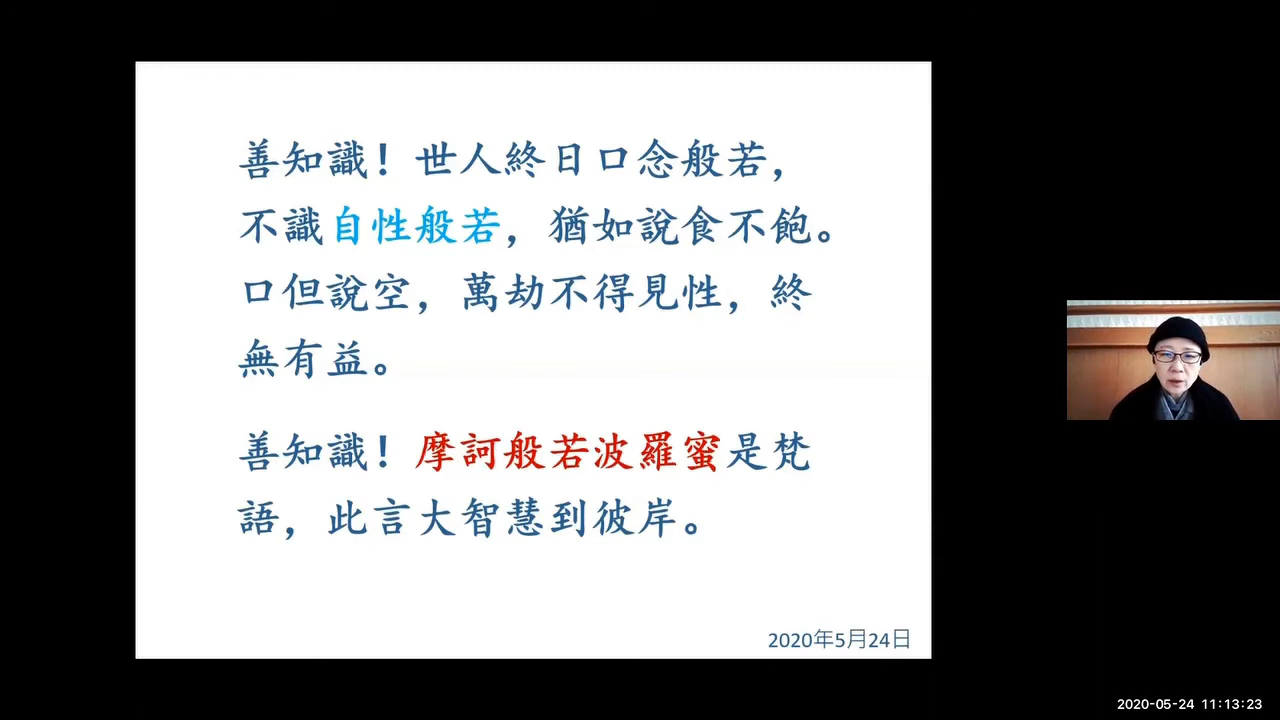 善知識！世人終日口念般若，
不識自性般若，猶如說食不飽。
口但說空，萬劫不得見性，終
無有益。
善知識！摩訶般若波羅蜜是梵
語，此言大智慧到彼岸。
2020年5月24日
2020-05-24 11:13:23